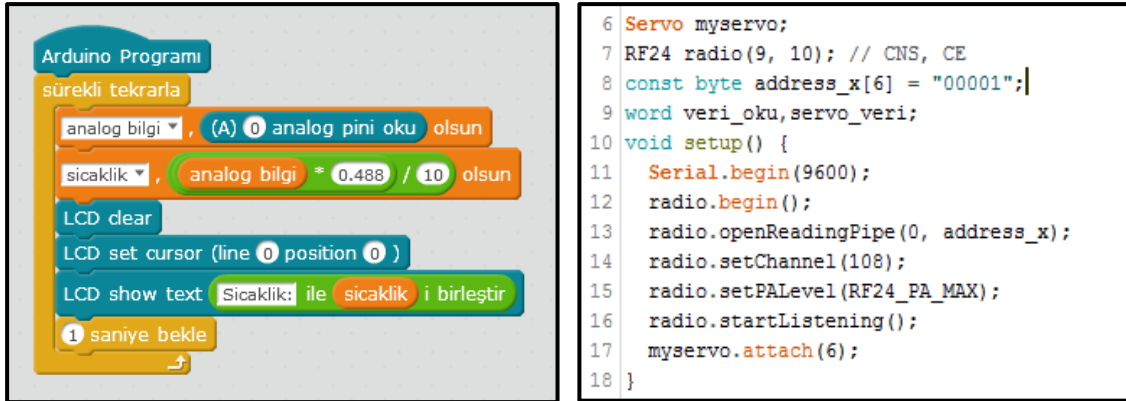 Arduino Programı
sürekli tekrarla
analog bilgi , (A) 0 analog pini oku olsun
sicaklik , analog bilgi * 0.488 / 10 olsun
LCD clear
LCD set cursor (line 0 position 0 )
LCD show text Sicaklik: ile sicaklik i birleştir
1 saniye bekle
6 Servo myservo;
7 RF24 radio(9, 10); // CNS, CE
8 const byte address_x[6] = "00001";
9 word veri_oku,servo_veri;
10 void setup() {
11 Serial.begin(9600);
12 radio.begin();
13 radio.openReadingPipe(0, address_x);
14 radio.setChannel(108);
15 radio.setPALevel(RF24_PA_MAX);
16 radio.startListening();
17 myservo.attach(6);
18 }